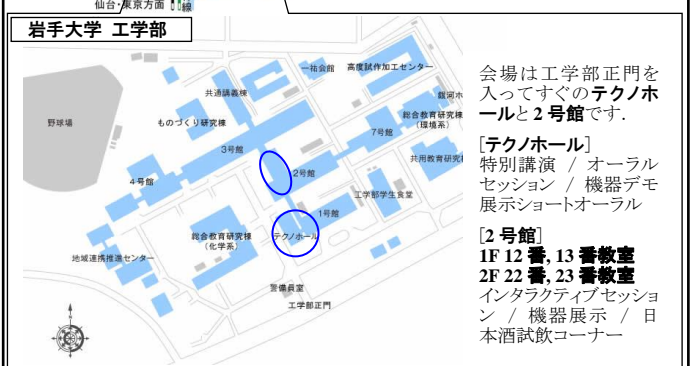 仙台・東京方面 線
岩手大学 工学部
一祐会館
高度試作加工センター
共通講義棟
銀河ホ
野球場
ものづくり研究棟
総合教育研究棟
(環境系)
7号館
3号館
共用教育研究
2号館
4号館
工学部学生食堂
1号館
総合教育研究棟
(化学系)
テクノホール
地域連携推進センター
警備員室
工学部正門
会場は工学部正門を
入ってすぐのテクノホ
ールと 2 号館です.
[テクノホール]
特別講演 / オーラル
セッション / 機器デモ
展示ショートオーラル
[2 号館]
1F 12 番, 13 番教室
2F 22 番, 23 番教室
インタラクティブセッショ
ン / 機器展示 / 日
本酒試飲コーナー